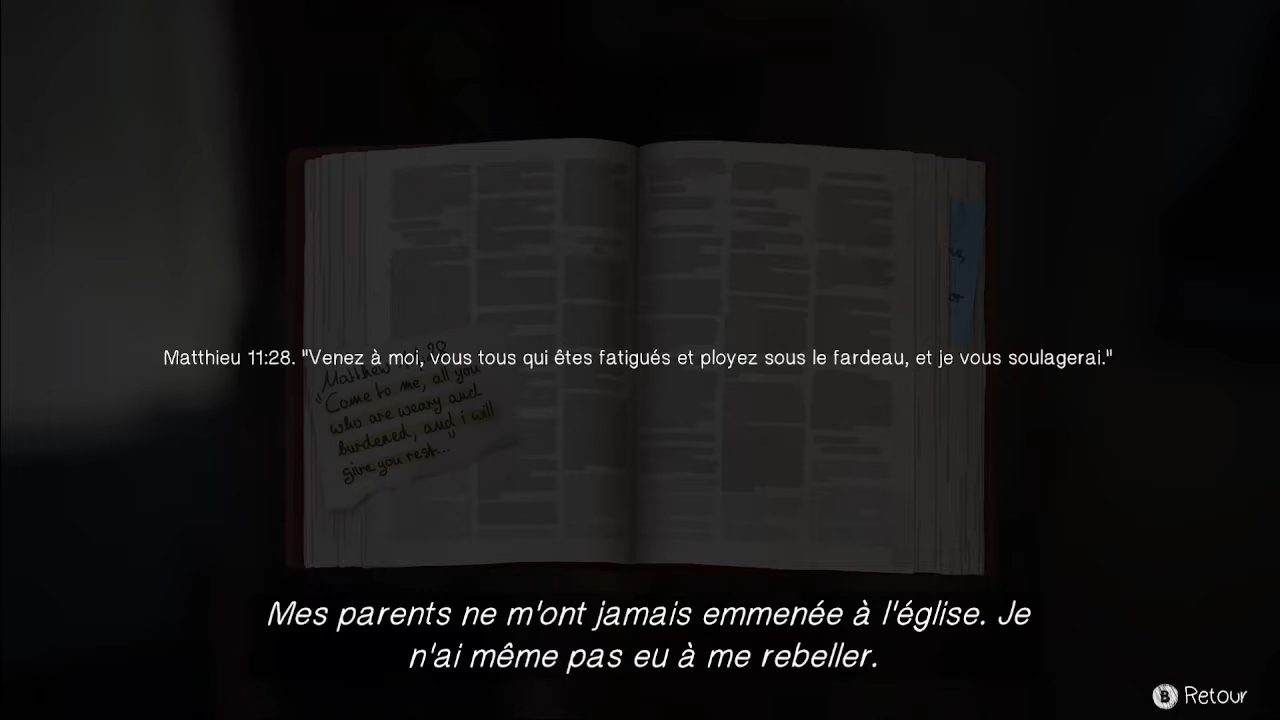 Matthieu 11:28. "Venez à moi, vous tous qui êtes fatigués et ployez sous le fardeau, et je vous soulagerai."
Matthew
"Come to me, all you
who are weary and
burdened, and i will
give you rest..."
Mes parents ne m'ont jamais emmenée à l'église. Je
n'ai même pas eu à me rebeller.
B Retour